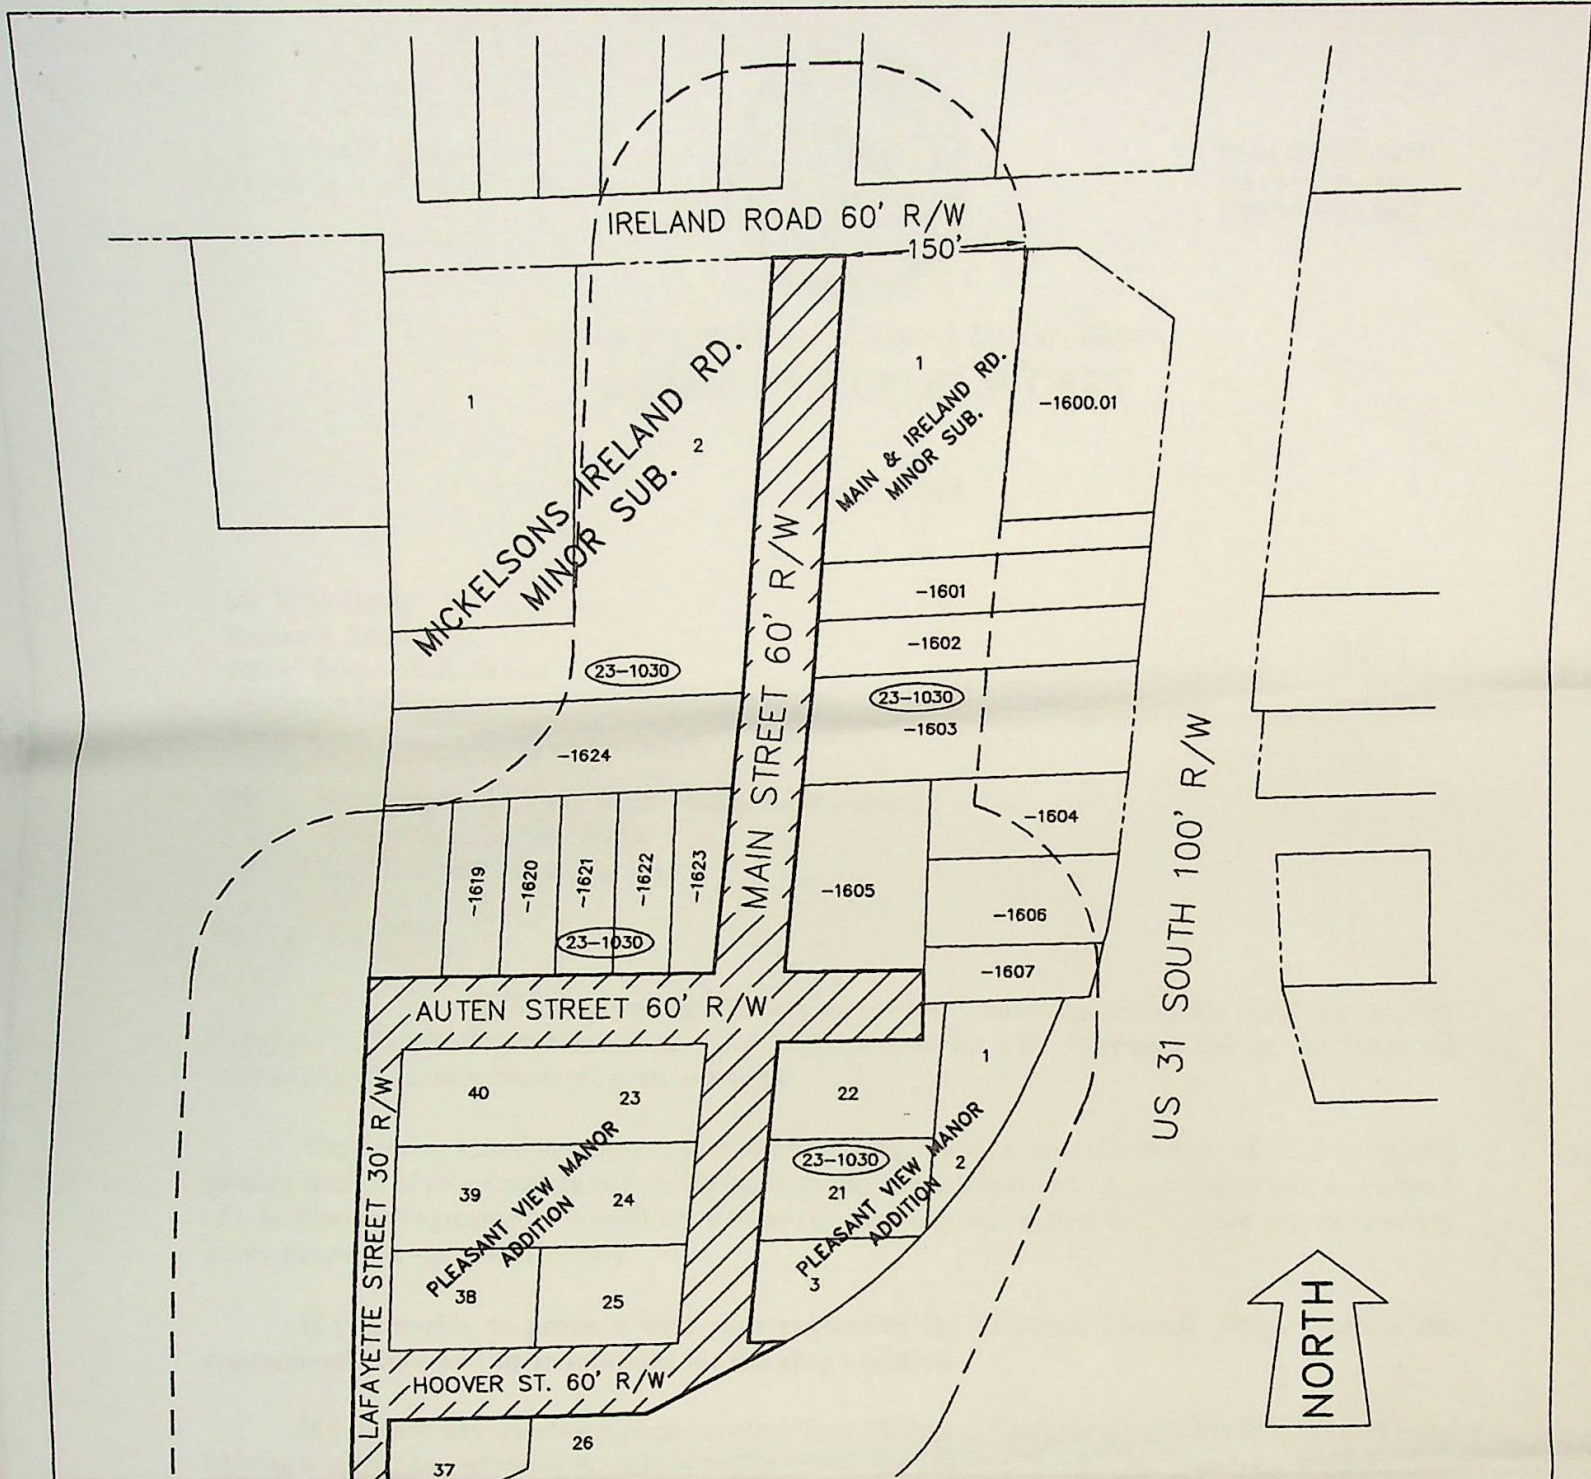 IRELAND ROAD 60' R/W
150'
1
MICKELSONS IRELAND RD.
MINOR SUB.
2
1
MAIN & IRELAND RD.
MINOR SUB.
-1600.01
-1601
-1602
23-1030
23-1030
-1603
-1624
MAIN STREET 60' R/W
-1604
-1619
-1620
-1621
-1622
-1623
-1605
-1606
23-1030
-1607
US 31 SOUTH 100' R/W
AUTEN STREET 60' R/W
LAFAYETTE STREET 30' R/W
40
23
22
1
39
24
PLEASANT VIEW MANOR
ADDITION
23-1030
21
2
PLEASANT VIEW MANOR
ADDITION
38
25
3
HOOVER ST. 60' R/W
NORTH
26
37